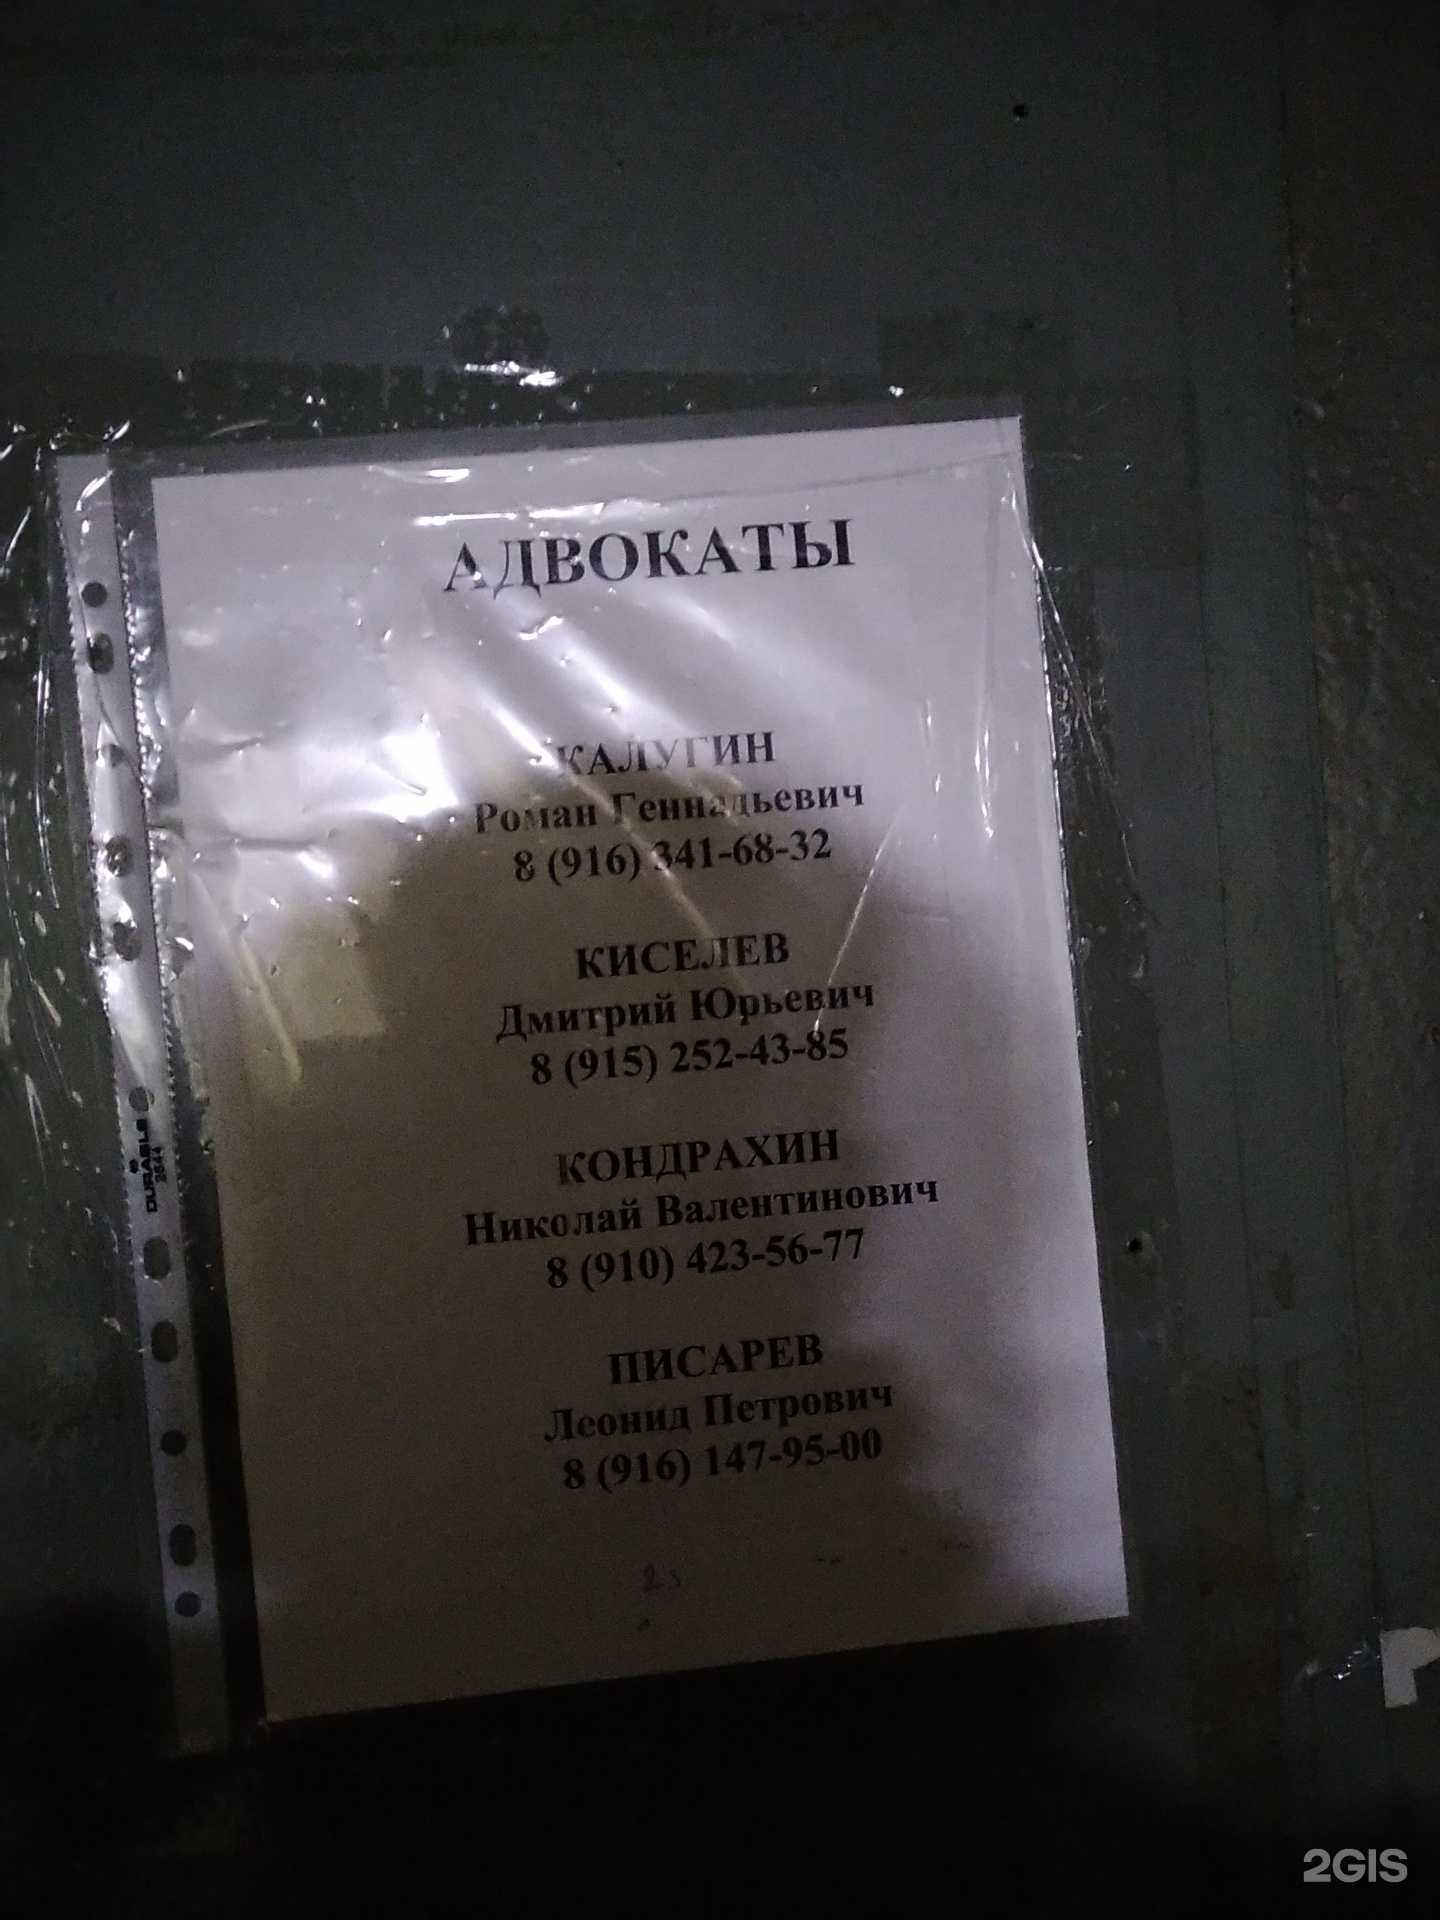 АДВОКАТЫ
КАЛУГИН
Роман Геннадьевич
8 (916) 341-68-32
КИСЕЛЕВ
Дмитрий Юрьевич
8 (915) 252-43-85
КОНДРАХИН
Николай Валентинович
8 (910) 423-56-77
ПИСАРЕВ
Леонид Петрович
8 (916) 147-95-00
DURABLE
2644
2GIS